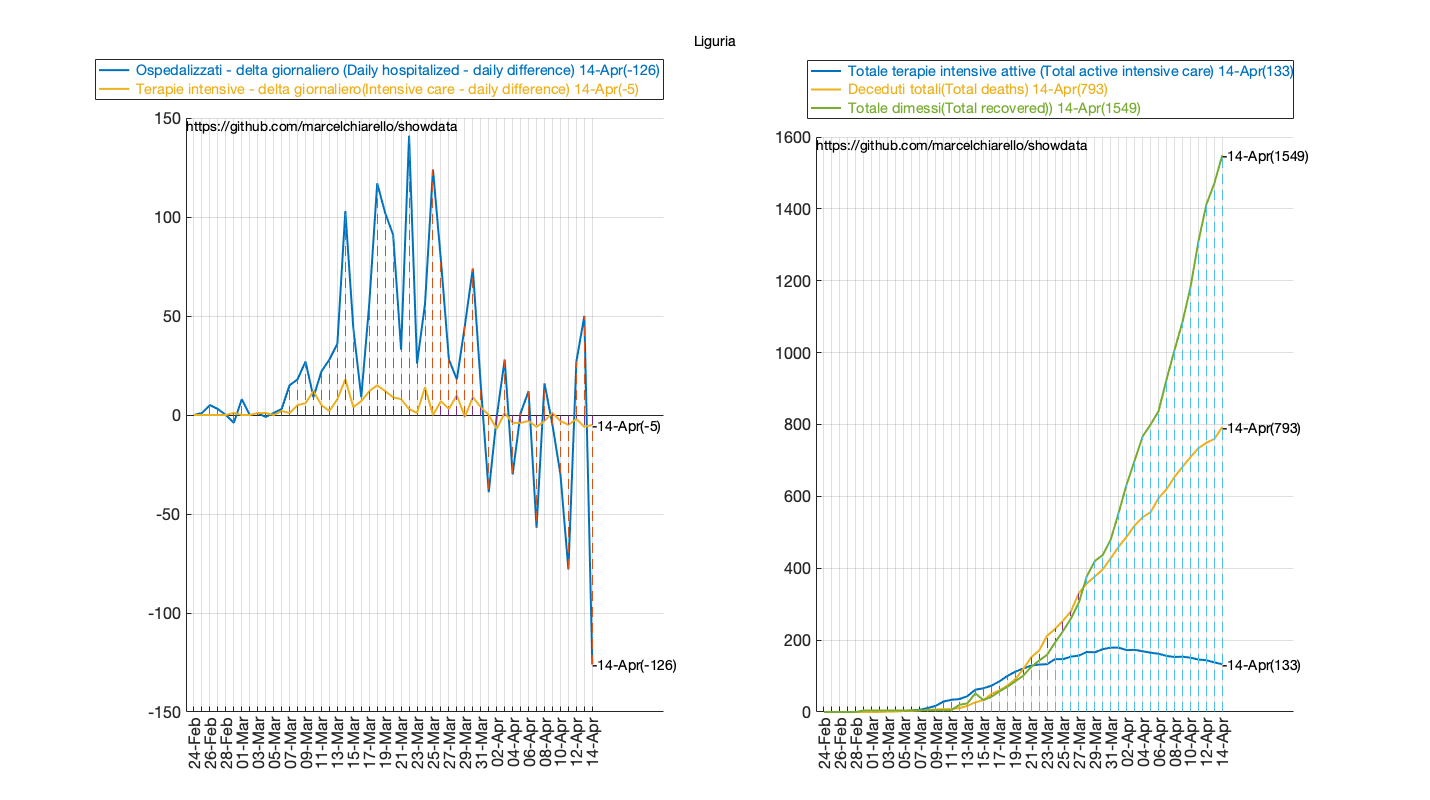 Liguria
Ospedalizzati - delta giornaliero (Daily hospitalized - daily difference) 14-Apr(-126)
Terapie intensive - delta giornaliero(Intensive care - daily difference) 14-Apr(-5)
https://github.com/marcelchiarello/showdata
150
100
50
0
-50
-100
-150
-14-Apr(-5)
-14-Apr(-126)
24-Feb
26-Feb
28-Feb
01-Mar
03-Mar
05-Mar
07-Mar
09-Mar
11-Mar
13-Mar
15-Mar
17-Mar
19-Mar
21-Mar
23-Mar
25-Mar
27-Mar
29-Mar
31-Mar
02-Apr
04-Apr
06-Apr
08-Apr
10-Apr
12-Apr
14-Apr
Totale terapie intensive attive (Total active intensive care) 14-Apr(133)
Deceduti totali(Total deaths) 14-Apr(793)
Totale dimessi(Total recovered)) 14-Apr(1549)
https://github.com/marcelchiarello/showdata
1600
1400
1200
1000
800
600
400
200
0
-14-Apr(1549)
-14-Apr(793)
-14-Apr(133)
24-Feb
26-Feb
28-Feb
01-Mar
03-Mar
05-Mar
07-Mar
09-Mar
11-Mar
13-Mar
15-Mar
17-Mar
19-Mar
21-Mar
23-Mar
25-Mar
27-Mar
29-Mar
31-Mar
02-Apr
04-Apr
06-Apr
08-Apr
10-Apr
12-Apr
14-Apr